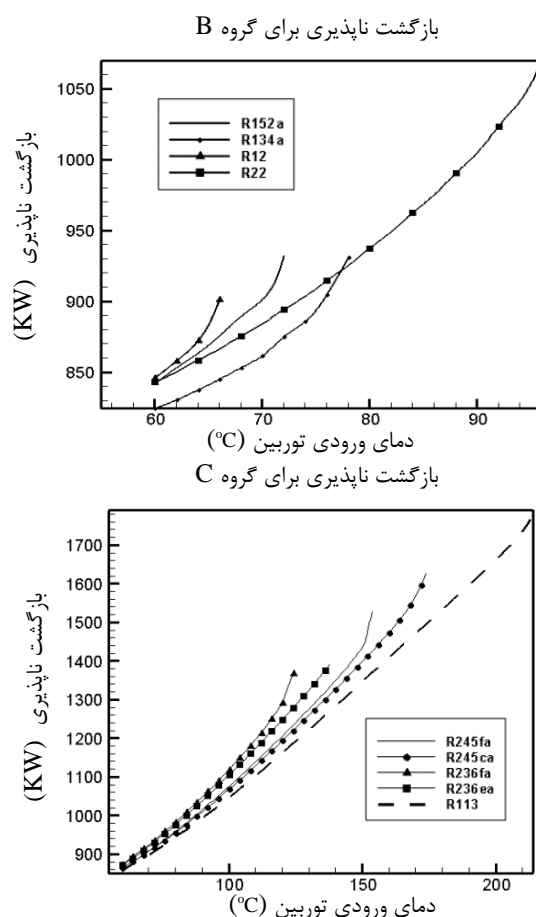 بازگشت ناپذیری برای گروه B
بازگشت ناپذیری (KW)
1050
1000
950
900
850
R152a
R134a
R12
R22
60 70 80 90
دمای ورودی توربین (°C)
بازگشت ناپذیری برای گروه C
بازگشت ناپذیری (KW)
1700
1600
1500
1400
1300
1200
1100
1000
900
R245fa
R245ca
R236fa
R236ea
R113
100 200
دمای ورودی توربین (°C)